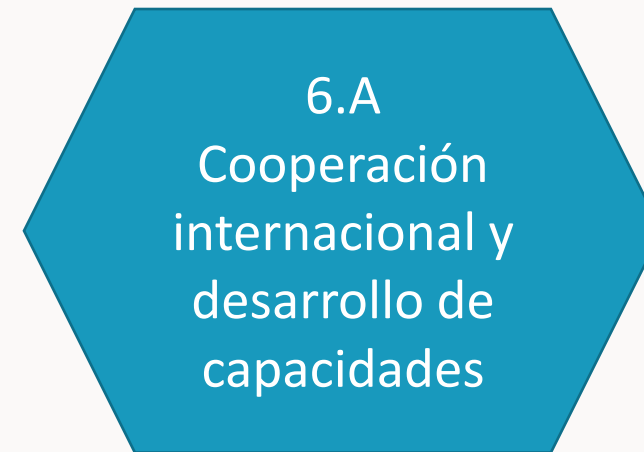 6.A
Cooperación
internacional y
desarrollo de
capacidades